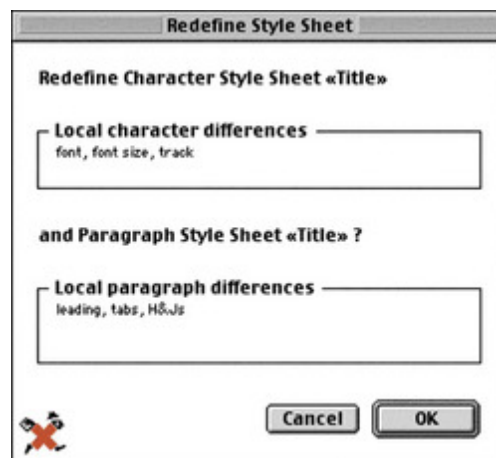 Redefine Style Sheet
Redefine Character Style Sheet «Title»
Local character differences
font, font size, track
and Paragraph Style Sheet «Title» ?
Local paragraph differences
leading, tabs, H&Js
Cancel OK